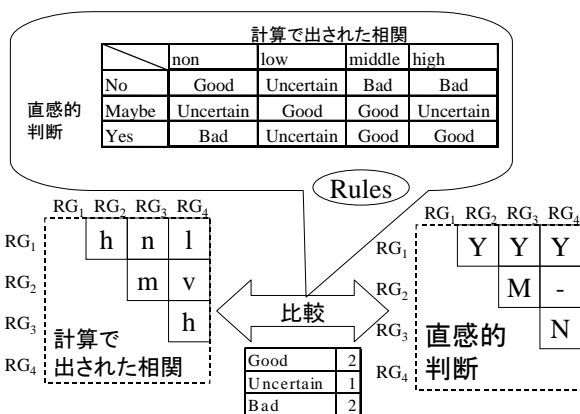 計算で出された相関
non low middle high
No Good Uncertain Bad Bad
直感的
判断
Maybe Uncertain Good Good Uncertain
Yes Bad Uncertain Good Good
Rules
RG1 RG2 RG3 RG4
RG1 h n l
RG2 m v
RG3 h
RG4
計算で
出された相関
比較
Good 2
Uncertain 1
Bad 2
RG1 RG2 RG3 RG4
RG1 Y Y Y
RG2 M -
RG3 N
RG4
直感的
判断